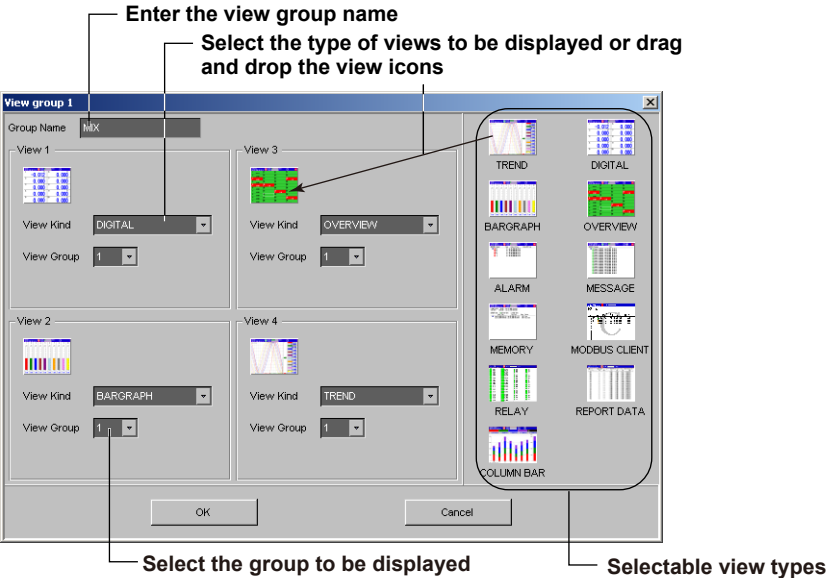 Enter the view group name
Select the type of views to be displayed or drag
and drop the view icons
View group 1
Group Name MIX
View 1
View Kind DIGITAL
View Group 1
View 3
View Kind OVERVIEW
View Group 1
View 2
View Kind BARGRAPH
View Group 1
View 4
View Kind TREND
View Group 1
TREND DIGITAL
BARGRAPH OVERVIEW
ALARM MESSAGE
MEMORY MODBUS CLIENT
RELAY REPORT DATA
COLUMN BAR
OK Cancel
Select the group to be displayed
Selectable view types